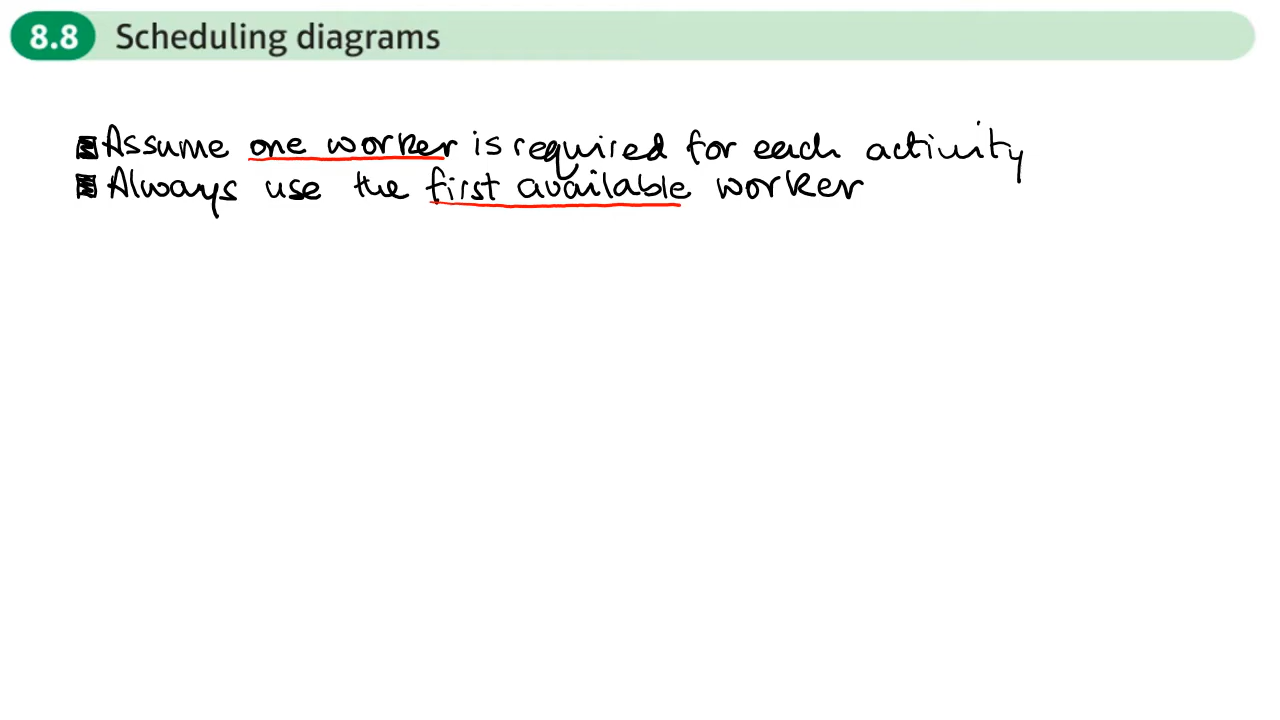 8.8 Scheduling diagrams
Assume one worker is required for each activity
Always use the first available worker